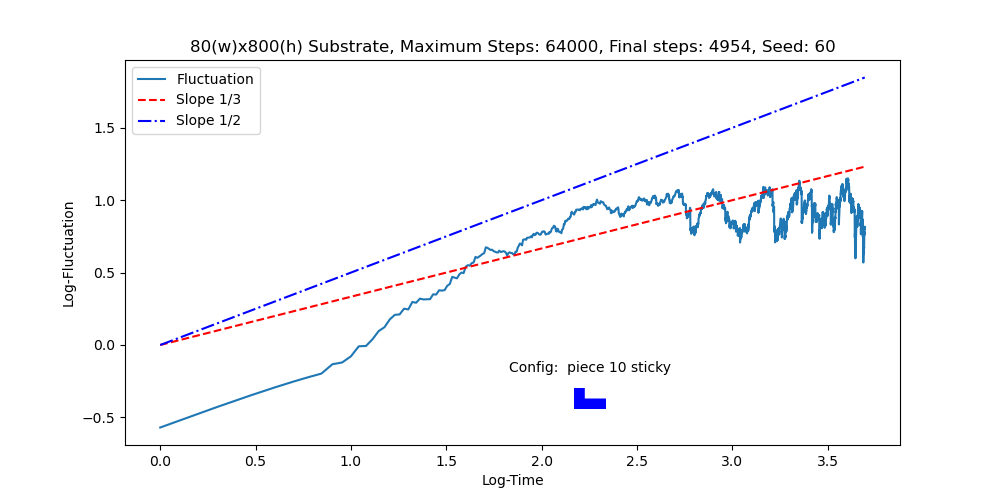 80(w)x800(h) Substrate, Maximum Steps: 64000, Final steps: 4954, Seed: 60
Fluctuation
Slope 1/3
Slope 1/2
1.5
1.0
0.5
0.0
−0.5
Log-Fluctuation
Config:  piece 10 sticky
0.0 0.5 1.0 1.5 2.0 2.5 3.0 3.5
Log-Time